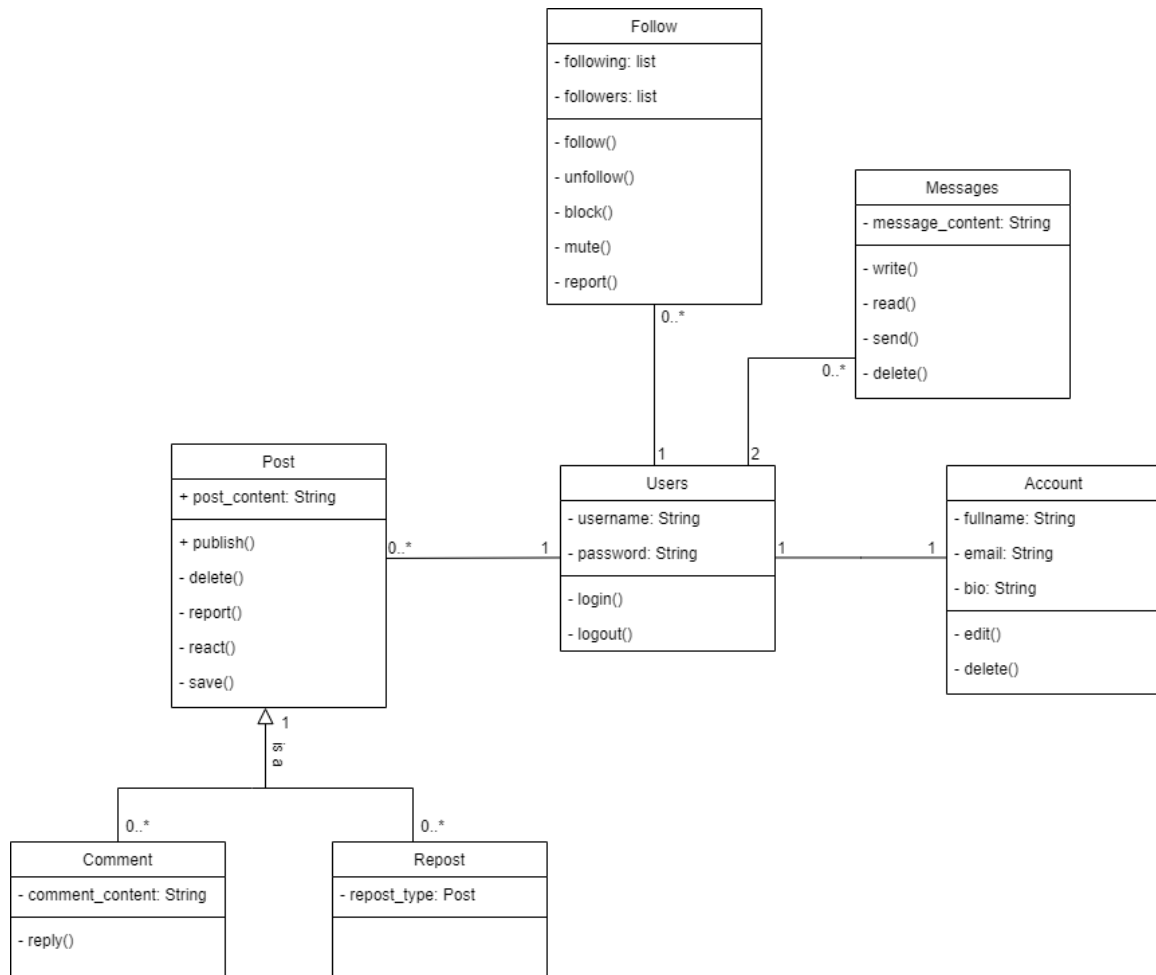 Follow
- following: list
- followers: list
- follow()
- unfollow()
- block()
- mute()
- report()
0..*
Messages
- message_content: String
- write()
- read()
- send()
- delete()
0..*
1
2
Post
+ post_content: String
+ publish()
- delete()
- report()
- react()
- save()
0..*
1
Users
- username: String
- password: String
- login()
- logout()
1
1
Account
- fullname: String
- email: String
- bio: String
- edit()
- delete()
1
is a
0..*
0..*
Comment
- comment_content: String
- reply()
Repost
- repost_type: Post